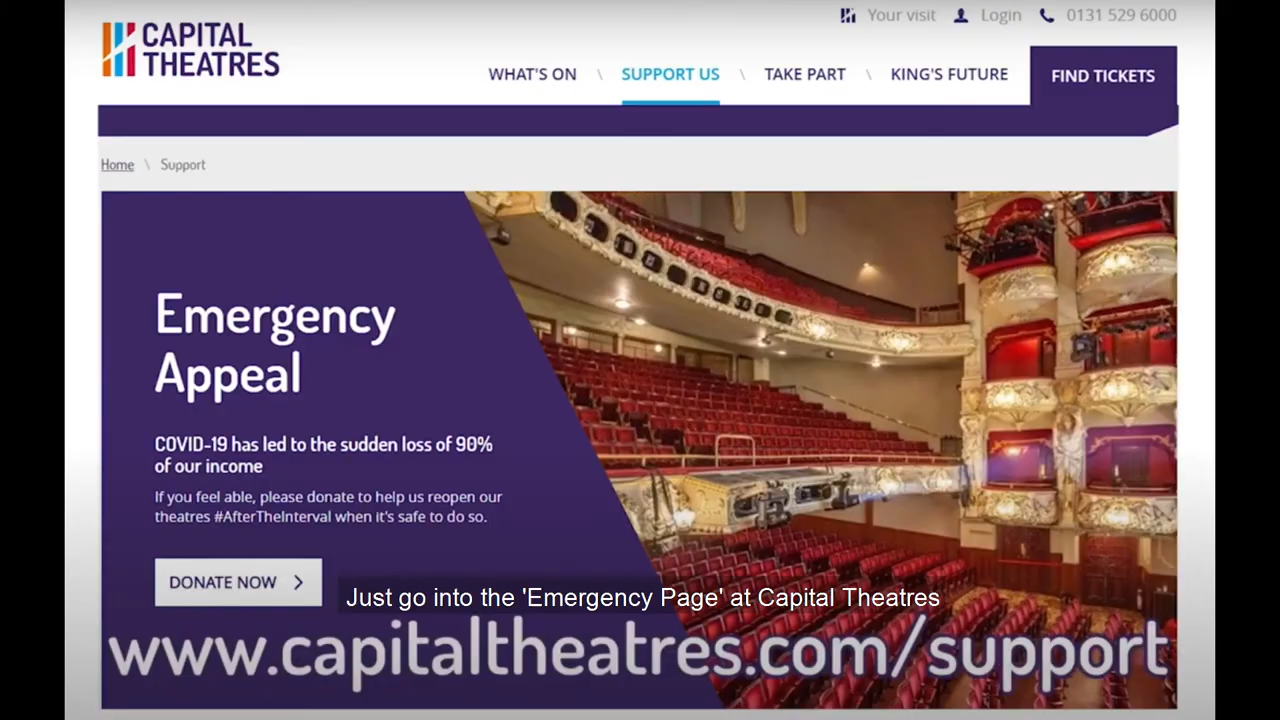 Your visit Login 0131 529 6000
CAPITAL
THEATRES
WHAT'S ON \ SUPPORT US \ TAKE PART \ KING'S FUTURE FIND TICKETS
Home \ Support
Emergency
Appeal
COVID-19 has led to the sudden loss of 90%
of our income
If you feel able, please donate to help us reopen our
theatres #AfterTheInterval when it's safe to do so.
DONATE NOW >
Just go into the 'Emergency Page' at Capital Theatres
www.capitaltheatres.com/support